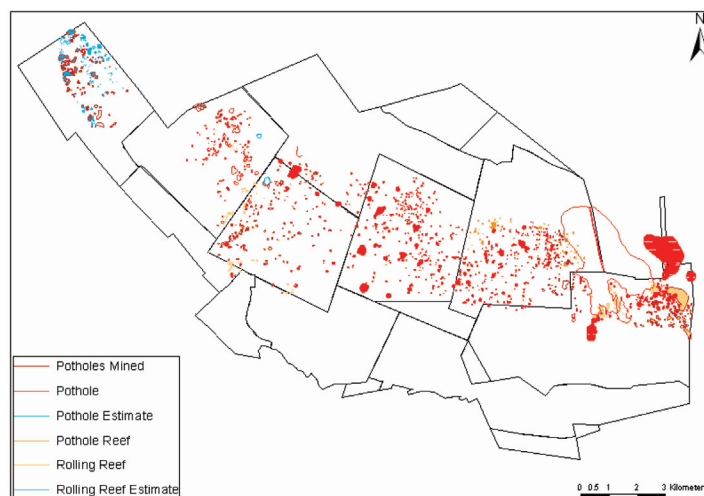 N
Potholes Mined
Pothole
Pothole Estimate
Pothole Reef
Rolling Reef
Rolling Reef Estimate
0 0.5 1 2 3 Kilometer